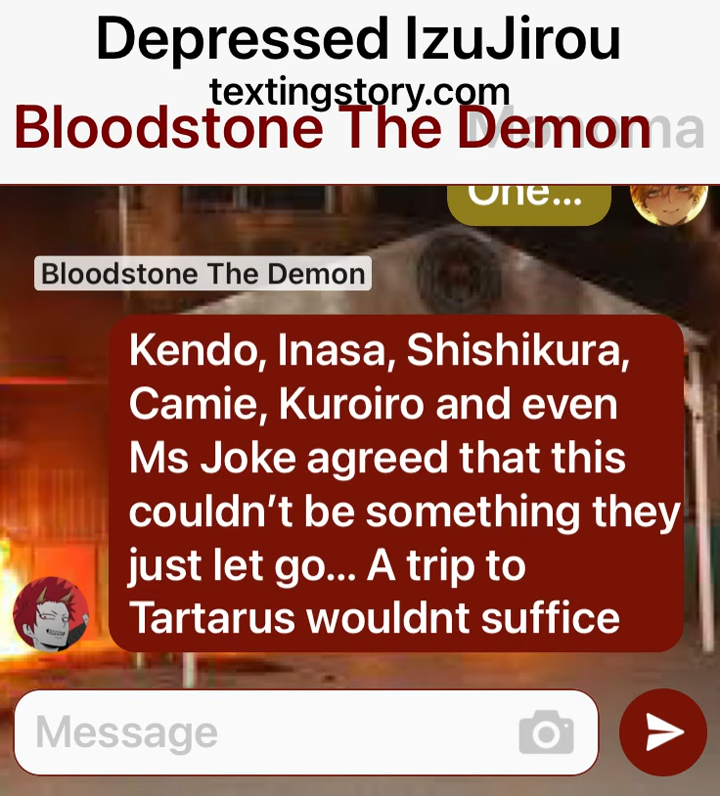 Depressed IzuJirou
textingstory.com
Bloodstone The Demon
One...
Bloodstone The Demon
Kendo, Inasa, Shishikura,
Camie, Kuroiro and even
Ms Joke agreed that this
couldn't be something they
just let go... A trip to
Tartarus wouldnt suffice
Message